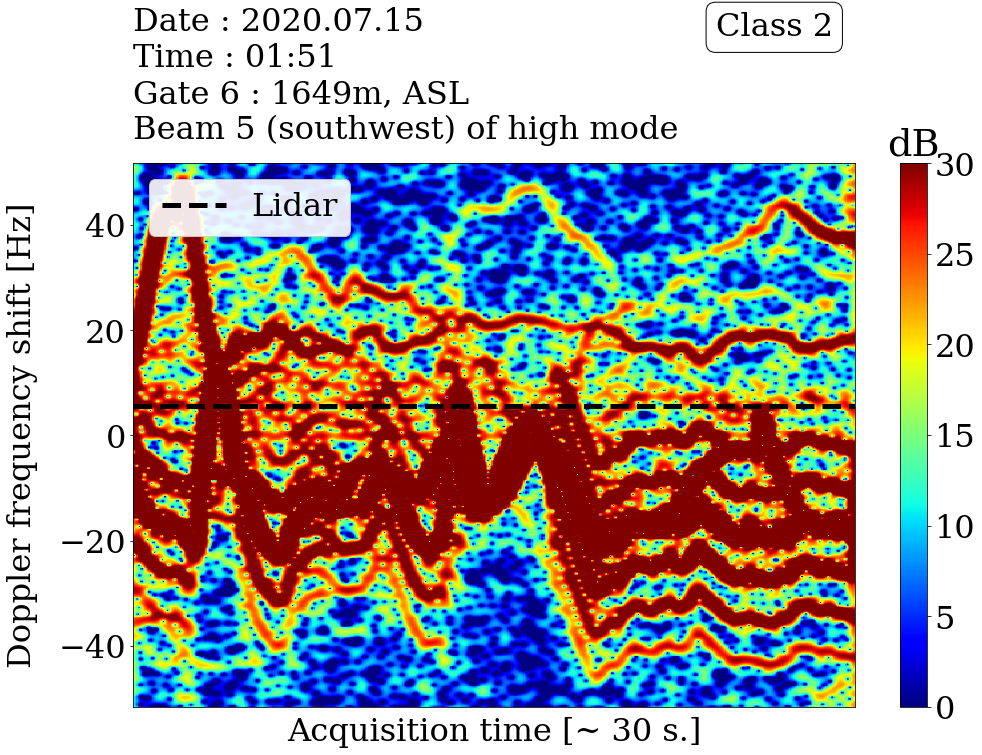 Date : 2020.07.15
Class 2
Time : 01:51
Gate 6 : 1649m, ASL
Beam 5 (southwest) of high mode
dB
Lidar
Doppler frequency shift [Hz]
40
20
0
−20
−40
30
25
20
15
10
5
0
Acquisition time [~ 30 s.]